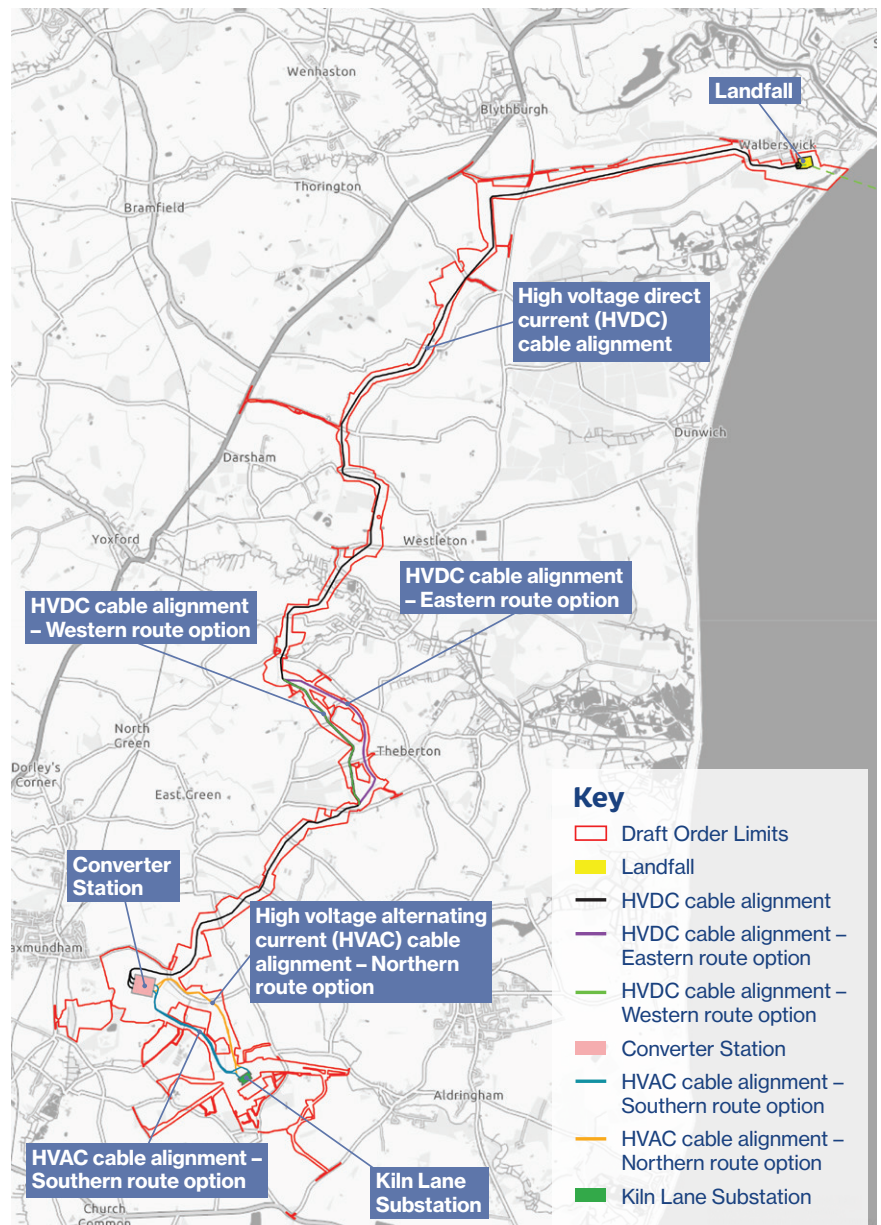 Wenhaston
Landfall
Blythburgh
Walberswick
Thorington
Bramfield
High voltage direct
current (HVDC)
cable alignment
Dunwich
Darsham
Yoxford
Westleton
HVDC cable alignment
– Eastern route option
HVDC cable alignment
– Western route option
North
Green
Theberton
Dorley's
Corner
East Green
Key
Draft Order Limits
Landfall
HVDC cable alignment
HVDC cable alignment –
Eastern route option
HVDC cable alignment –
Western route option
Converter Station
HVAC cable alignment –
Southern route option
HVAC cable alignment –
Northern route option
Kiln Lane Substation
Converter
Station
High voltage alternating
current (HVAC) cable
alignment – Northern
route option
axmundham
Aldringham
HVAC cable alignment –
Southern route option
Kiln Lane
Substation
Church
Common